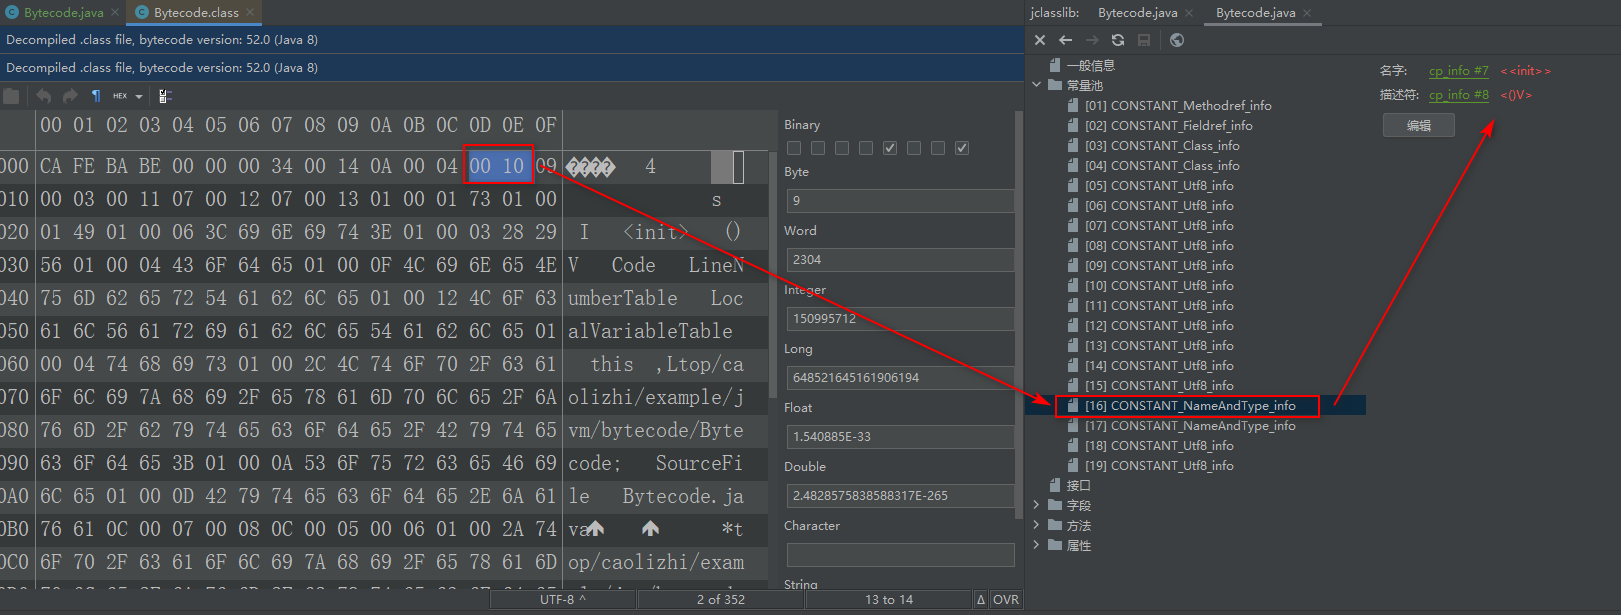 Bytecode.java
Bytecode.class
jclasslib:
Bytecode.java
Bytecode.java
Decompiled .class file, bytecode version: 52.0 (Java 8)
Decompiled .class file, bytecode version: 52.0 (Java 8)
HEX
00 01 02 03 04 05 06 07 08 09 0A 0B 0C 0D 0E 0F
000 CA FE BA BE 00 00 00 34 00 14 0A 00 04 00 10 09 ���� 4
010 00 03 00 11 07 00 12 07 00 13 01 00 01 73 01 00 s
020 01 49 01 00 06 3C 69 6E 69 74 3E 01 00 03 28 29 I <init> ()
030 56 01 00 04 43 6F 64 65 01 00 0F 4C 69 6E 65 4E V Code LineN
040 75 6D 62 65 72 54 61 62 6C 65 01 00 12 4C 6F 63 umberTable Loc
050 61 6C 56 61 72 69 61 62 6C 65 54 61 62 6C 65 01 alVariableTable
060 00 04 74 68 69 73 01 00 2C 4C 74 6F 70 2F 63 61 this ,Ltop/ca
070 6F 6C 69 7A 68 69 2F 65 78 61 6D 70 6C 65 2F 6A olizhi/example/j
080 76 6D 2F 62 79 74 65 63 6F 64 65 2F 42 79 74 65 vm/bytecode/Byte
090 63 6F 64 65 3B 01 00 0A 53 6F 75 72 63 65 46 69 code; SourceFi
0A0 6C 65 01 00 0D 42 79 74 65 63 6F 64 65 2E 6A 61 le Bytecode.ja
0B0 76 61 0C 00 07 00 08 0C 00 05 00 06 01 00 2A 74 va *t
0C0 6F 70 2F 63 61 6F 6C 69 7A 68 69 2F 65 78 61 6D op/caolizhi/exam
Binary
Byte
9
Word
2304
Integer
150995712
Long
648521645161906194
Float
1.540885E-33
Double
2.4828575838588317E-265
Character
String
UTF-8
2 of 352
13 to 14
Δ
OVR
一般信息
常量池
[01] CONSTANT_Methodref_info
[02] CONSTANT_Fieldref_info
[03] CONSTANT_Class_info
[04] CONSTANT_Class_info
[05] CONSTANT_Utf8_info
[06] CONSTANT_Utf8_info
[07] CONSTANT_Utf8_info
[08] CONSTANT_Utf8_info
[09] CONSTANT_Utf8_info
[10] CONSTANT_Utf8_info
[11] CONSTANT_Utf8_info
[12] CONSTANT_Utf8_info
[13] CONSTANT_Utf8_info
[14] CONSTANT_Utf8_info
[15] CONSTANT_Utf8_info
[16] CONSTANT_NameAndType_info
[17] CONSTANT_NameAndType_info
[18] CONSTANT_Utf8_info
[19] CONSTANT_Utf8_info
接口
字段
方法
属性
名字: cp_info #7 <<init>>
描述符: cp_info #8 <()V>
编辑